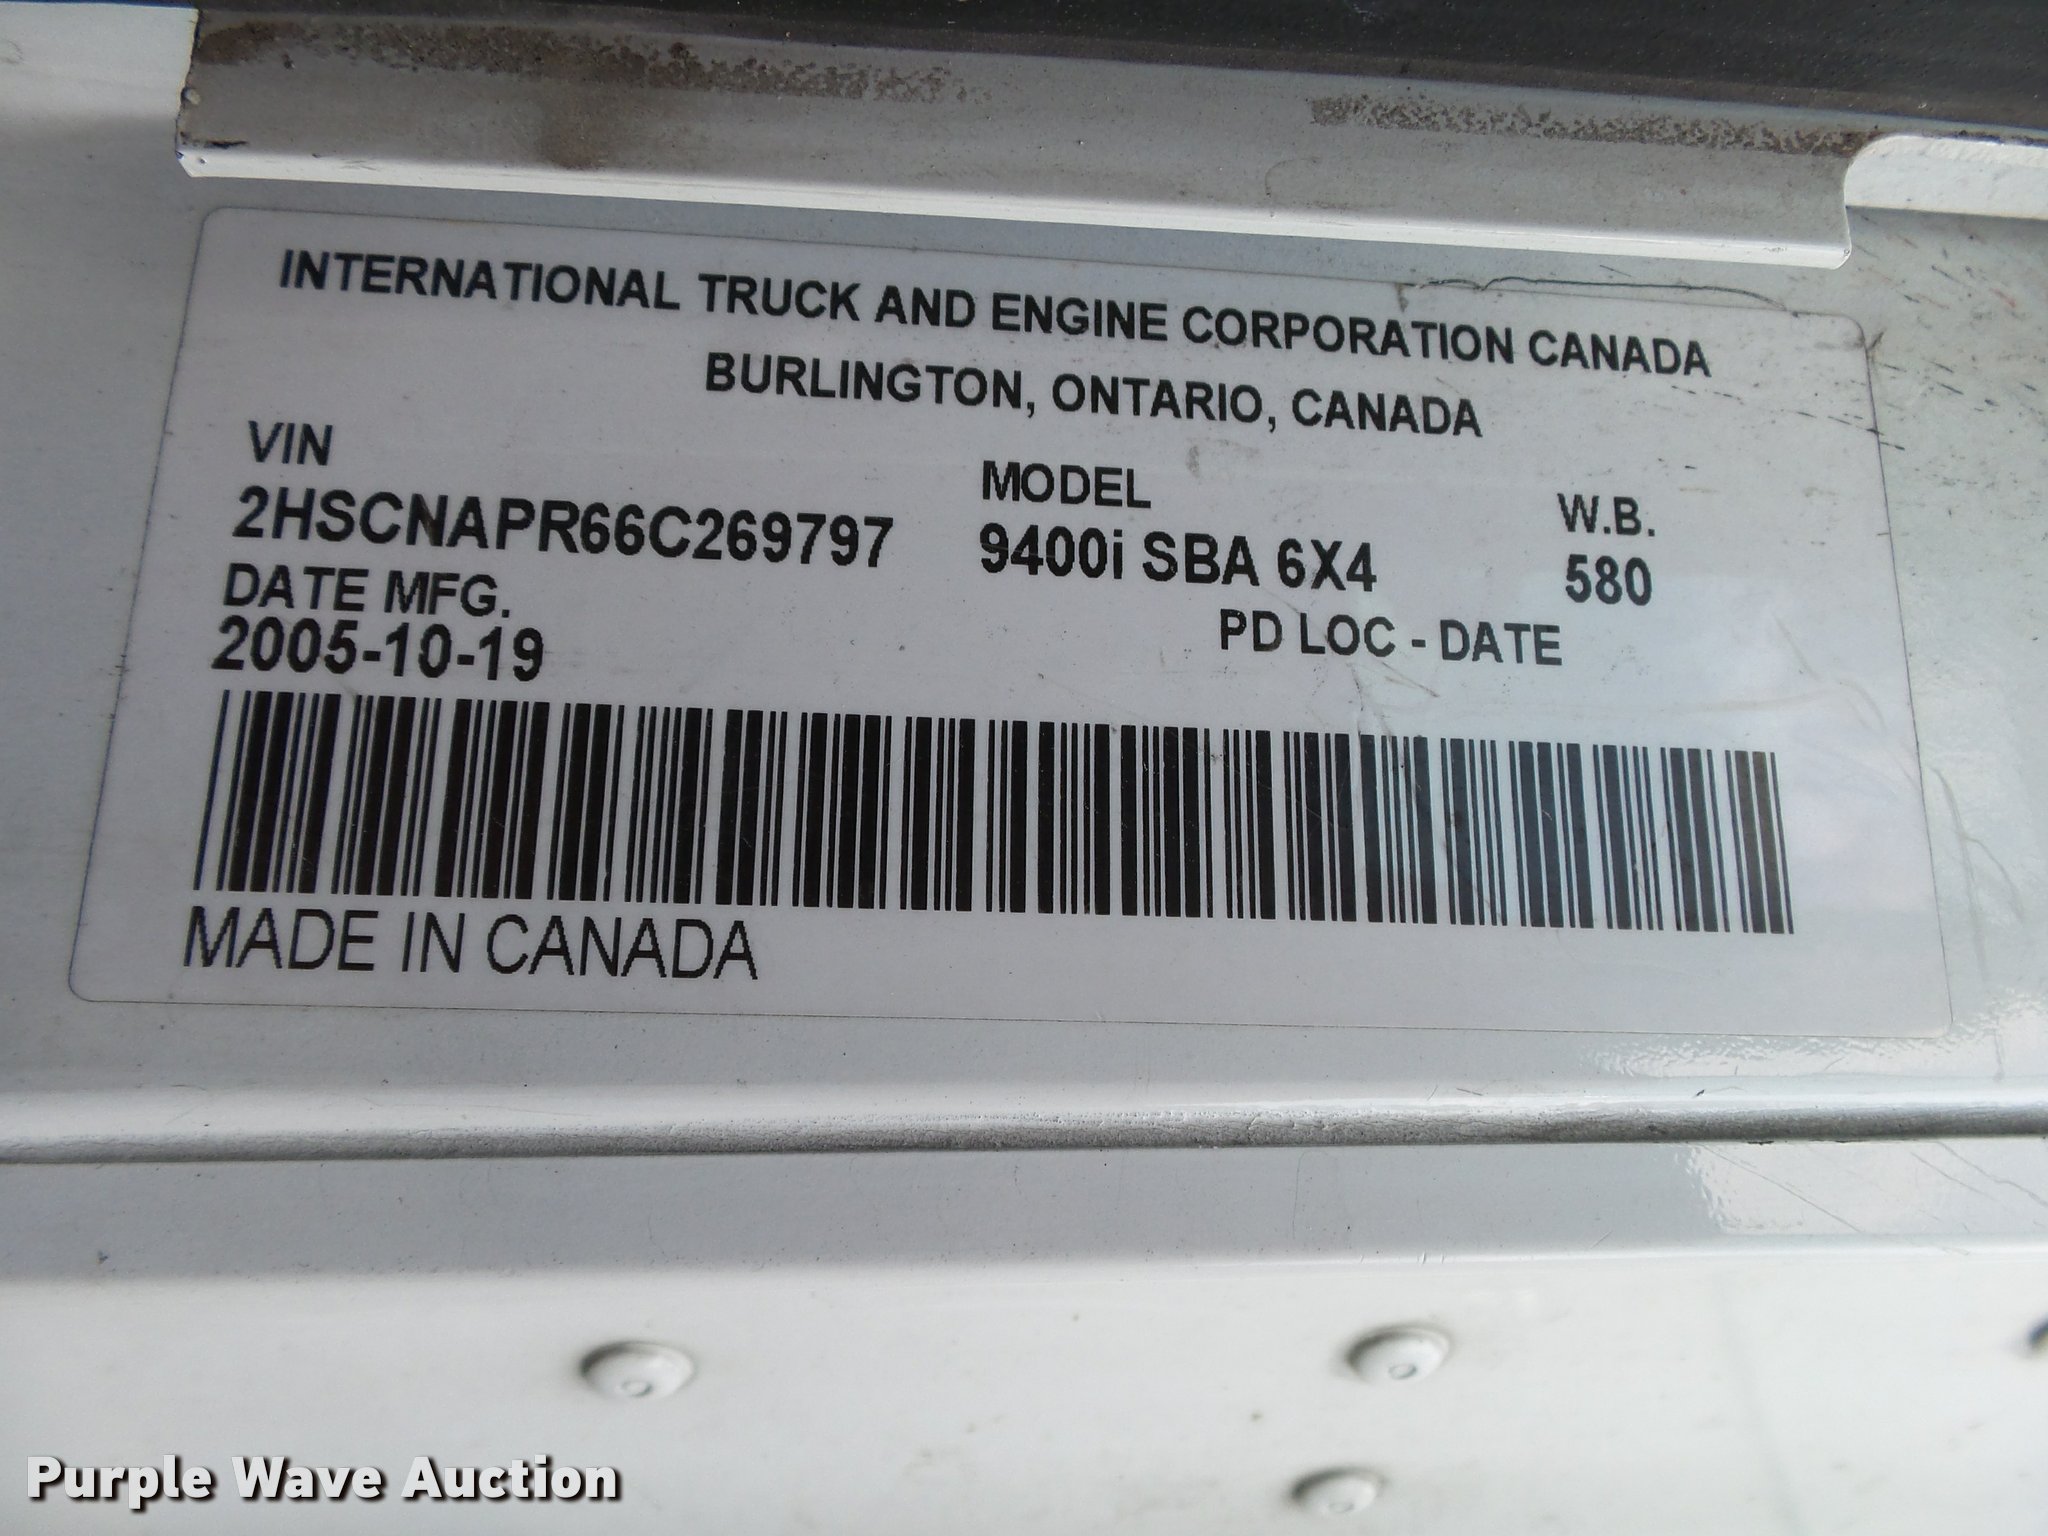 INTERNATIONAL TRUCK AND ENGINE CORPORATION CANADA
BURLINGTON, ONTARIO, CANADA
VIN MODEL W.B.
2HSCNAPR66C269797 9400i SBA 6X4 580
DATE MFG. PD LOC - DATE
2005-10-19
MADE IN CANADA
Purple Wave Auction